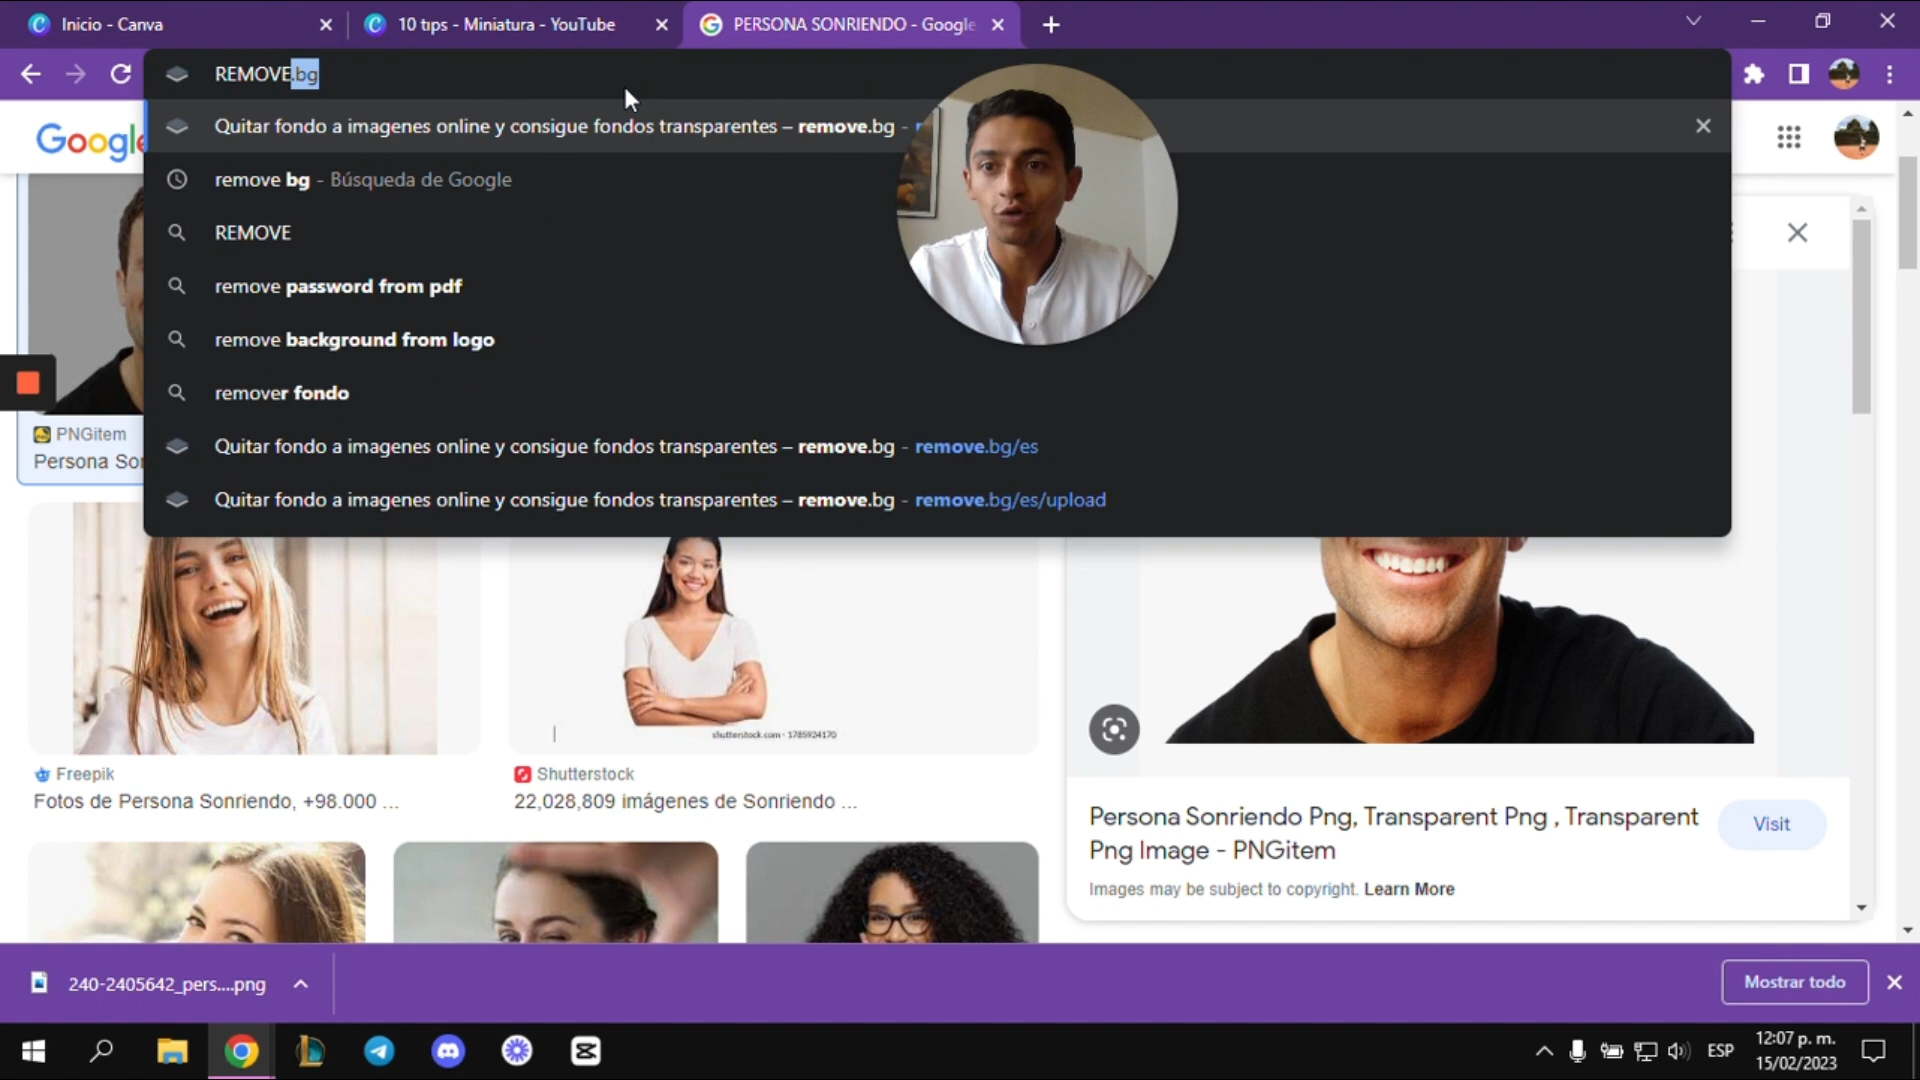 Inicio - Canva
10 tips - Miniatura - YouTube
PERSONA SONRIENDO - Google
REMOVE.bg
Quitar fondo a imagenes online y consigue fondos transparentes – remove.bg -
remove bg - Búsqueda de Google
REMOVE
remove password from pdf
remove background from logo
remover fondo
Quitar fondo a imagenes online y consigue fondos transparentes – remove.bg - remove.bg/es
Quitar fondo a imagenes online y consigue fondos transparentes – remove.bg - remove.bg/es/upload
Google
PNGitem
Persona Sor
shutterstock.com · 1785924170
Freepik
Fotos de Persona Sonriendo, +98.000 ...
Shutterstock
22,028,809 imágenes de Sonriendo ...
Persona Sonriendo Png, Transparent Png , Transparent
Png Image - PNGitem
Visit
Images may be subject to copyright. Learn More
240-2405642_pers....png
Mostrar todo
ESP
12:07 p. m.
15/02/2023